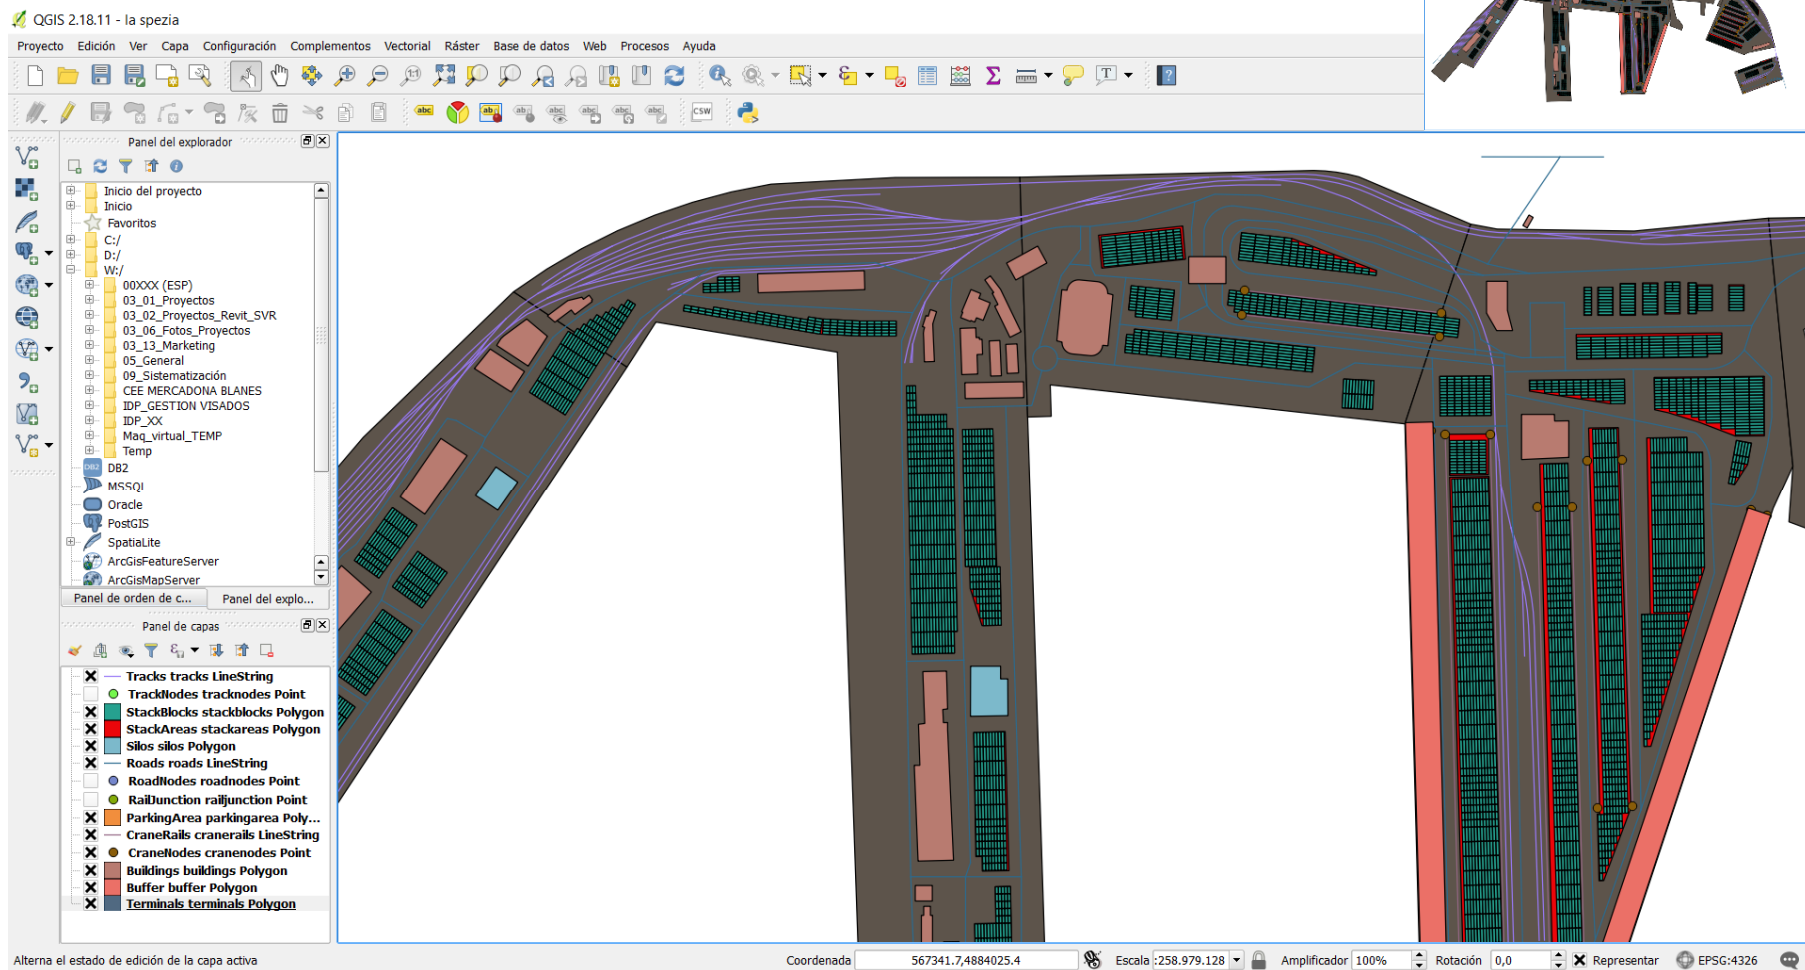 QGIS 2.18.11 - la spezia
Proyecto Edición Ver Capa Configuración Complementos Vectorial Ráster Base de datos Web Procesos Ayuda
Panel del explorador
Inicio del proyecto
Inicio
Favoritos
C:/
D:/
W:/
00XXX (ESP)
03_01_Proyectos
03_02_Proyectos_Revit_SVR
03_06_Fotos_Proyectos
03_13_Marketing
05_General
09_Sistematización
CEE MERCADONA BLANES
IDP_GESTION VISADOS
IDP_XX
Maq_virtual_TEMP
Temp
DB2
MSSQL
Oracle
PostGIS
SpatiaLite
ArcGisFeatureServer
ArcGisMapServer
Panel de orden de c... Panel del explo...
Panel de capas
Tracks tracks LineString
TrackNodes tracknodes Point
StackBlocks stackblocks Polygon
StackAreas stackareas Polygon
Silos silos Polygon
Roads roads LineString
RoadNodes roadnodes Point
RailJunction railjunction Point
ParkingArea parkingarea Poly...
CraneRails cranerails LineString
CraneNodes cranenodes Point
Buildings buildings Polygon
Buffer buffer Polygon
Terminals terminals Polygon
Alterna el estado de edición de la capa activa Coordenada 567341.7,4884025.4 Escala :258.979.128 Amplificador 100% Rotación 0,0 Representar EPSG:4326